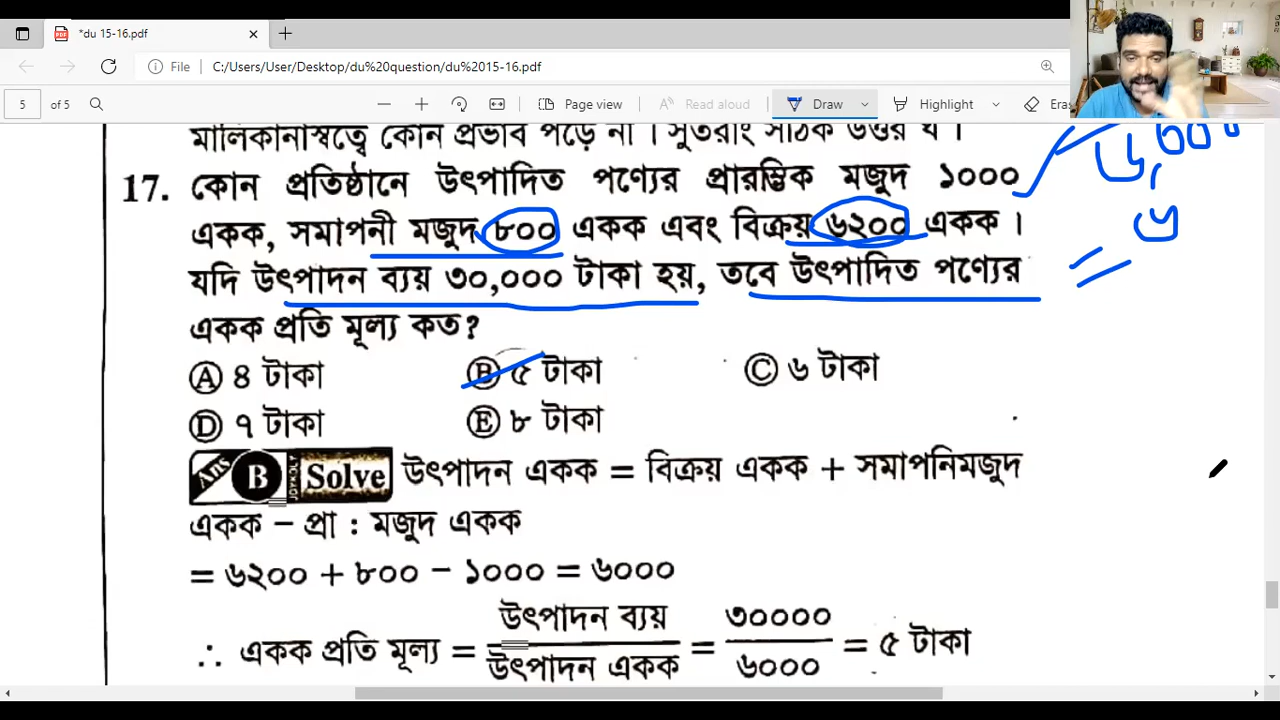 *du 15-16.pdf
File C:/Users/User/Desktop/du%20question/du%2015-16.pdf
5 of 5 Page view Read aloud Draw Highlight
মালিকানাস্বত্বে কোন প্রভাব পড়ে না। সুতরাং সঠিক উত্তর ঘ।
17. কোন প্রতিষ্ঠানে উৎপাদিত পণ্যের প্রারম্ভিক মজুদ ১০০০
একক, সমাপনী মজুদ ৮০০ একক এবং বিক্রয় ৬২০০ একক।
যদি উৎপাদন ব্যয় ৩০,০০০ টাকা হয়, তবে উৎপাদিত পণ্যের
একক প্রতি মূল্য কত?
Ⓐ ৪ টাকা Ⓑ ৫ টাকা Ⓒ ৬ টাকা
Ⓓ ৭ টাকা Ⓔ ৮ টাকা
Ans B JOYKOLY Solve উৎপাদন একক = বিক্রয় একক + সমাপনিমজুদ
একক – প্রা : মজুদ একক
= ৬২০০ + ৮০০ – ১০০০ = ৬০০০
∴ একক প্রতি মূল্য = উৎপাদন ব্যয় / উৎপাদন একক = ৩০০০০ / ৬০০০ = ৫ টাকা